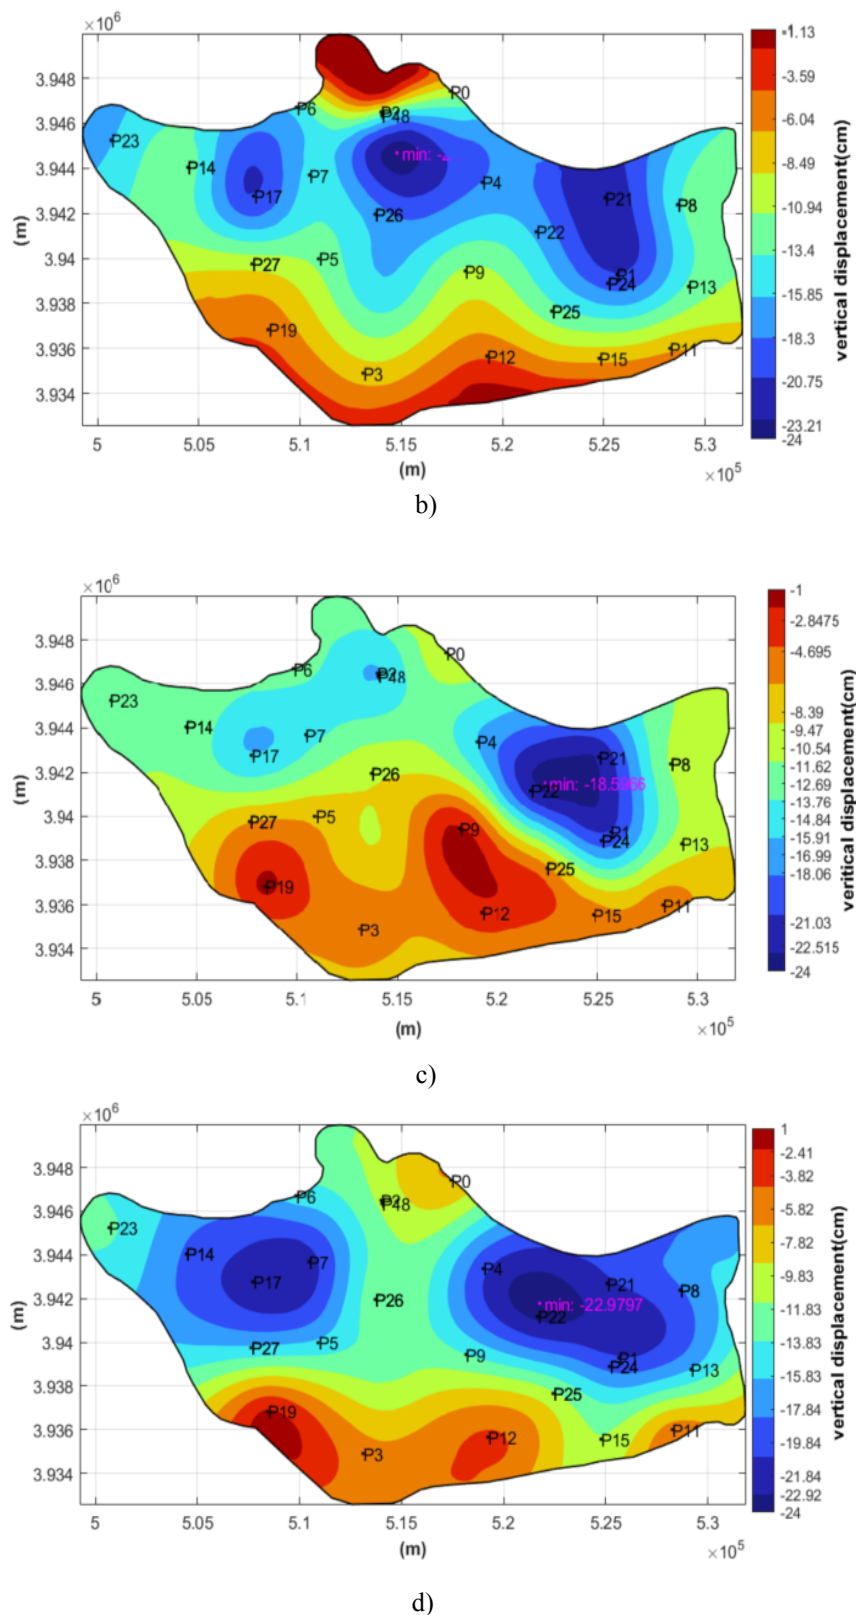 ×10⁶
3.948
3.946
3.944
3.942
3.94
3.938
3.936
3.934
(m)
P0
P6
P2
P48
P23
min: -2
P14
P7
P17
P4
P21
P8
P26
P22
P27
P5
P9
P1
P24
P13
P25
P19
P12
P15
P11
P3
5
5.05
5.1
5.15
5.2
5.25
5.3
(m)
×10⁵
-1.13
-3.59
-6.04
-8.49
-10.94
-13.4
-15.85
-18.3
-20.75
-23.21
-24
vertical displacement(cm)
b)
×10⁶
3.948
3.946
3.944
3.942
3.94
3.938
3.936
3.934
(m)
P0
P6
P2
P48
P23
P14
P7
P17
P4
P21
P26
P8
min: -18.5966
P22
P27
P5
P9
P1
P24
P13
P25
P19
P12
P15
P11
P3
5
5.05
5.1
5.15
5.2
5.25
5.3
(m)
×10⁵
-1
-2.8475
-4.695
-8.39
-9.47
-10.54
-11.62
-12.69
-13.76
-14.84
-15.91
-16.99
-18.06
-21.03
-22.515
-24
veritical displacement(cm)
c)
×10⁶
3.948
3.946
3.944
3.942
3.94
3.938
3.936
3.934
(m)
P0
P6
P2
P48
P23
P14
P7
P17
P4
P21
P8
P26
min: -22.9797
P22
P27
P5
P9
P1
P24
P13
P25
P19
P12
P15
P11
P3
5
5.05
5.1
5.15
5.2
5.25
5.3
(m)
×10⁵
1
-2.41
-3.82
-5.82
-7.82
-9.83
-11.83
-13.83
-15.83
-17.84
-19.84
-21.84
-22.92
-24
vertical displacement(cm)
d)